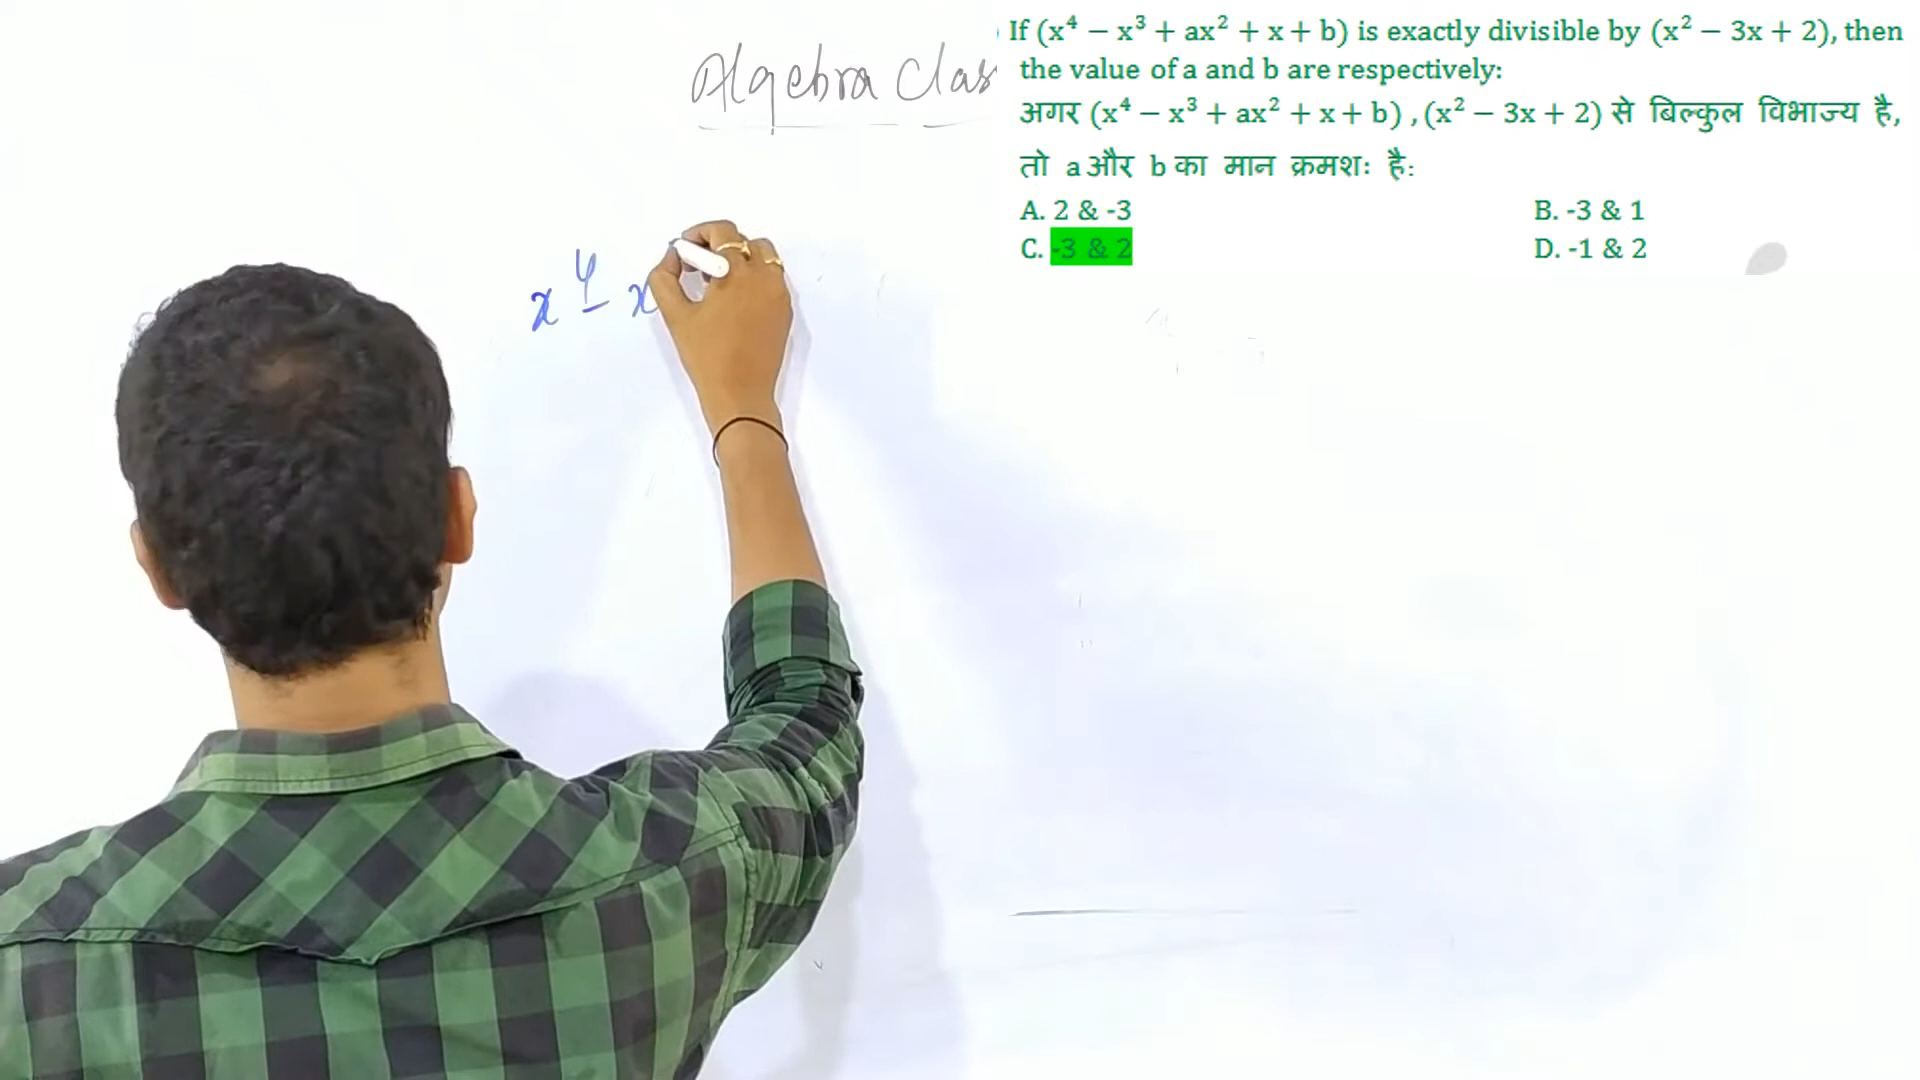 Algebra Clas
If (x⁴ − x³ + ax² + x + b) is exactly divisible by (x² − 3x + 2), then
the value of a and b are respectively:
अगर (x⁴ − x³ + ax² + x + b) , (x² − 3x + 2) से बिल्कुल विभाज्य है,
तो a और b का मान क्रमशः है:
A. 2 & -3 B. -3 & 1
C. -3 & 2 D. -1 & 2
x⁴ − x